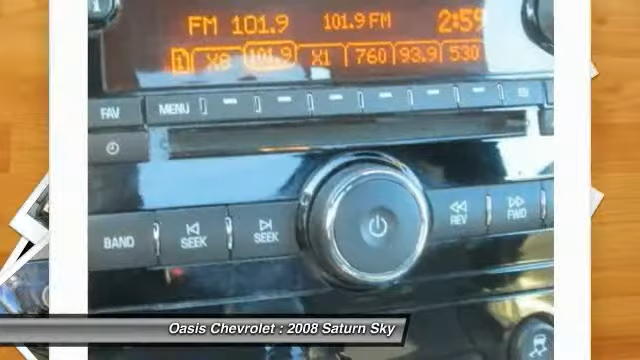 FM 101.9 101.9 FM 2:59
1 X8 101.9 X1 760 93.9 530
FAV MENU
BAND SEEK SEEK REV FWD
Oasis Chevrolet : 2008 Saturn Sky